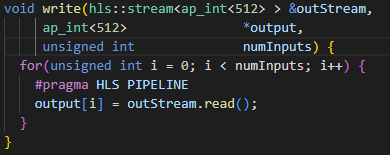 void write(hls::stream<ap_int<512> > &outStream,
ap_int<512> *output,
unsigned int numInputs) {
for(unsigned int i = 0; i < numInputs; i++) {
#pragma HLS PIPELINE
output[i] = outStream.read();
}
}